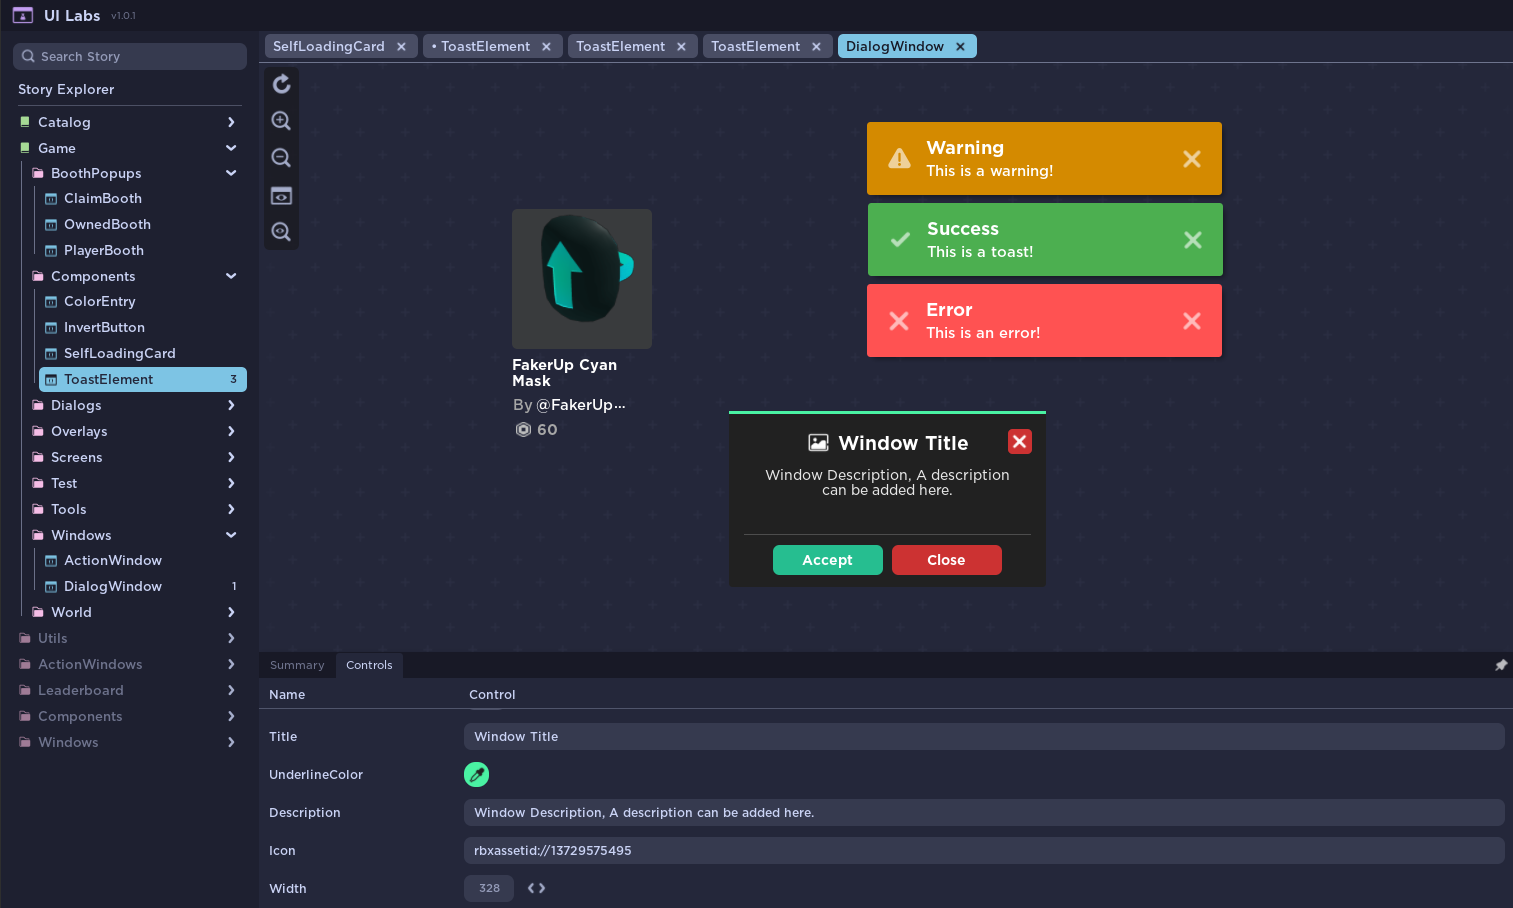 UI Labs v1.0.1
Search Story
Story Explorer
Catalog
Game
BoothPopups
ClaimBooth
OwnedBooth
PlayerBooth
Components
ColorEntry
InvertButton
SelfLoadingCard
ToastElement 3
Dialogs
Overlays
Screens
Test
Tools
Windows
ActionWindow
DialogWindow 1
World
Utils
ActionWindows
Leaderboard
Components
Windows
SelfLoadingCard
• ToastElement
ToastElement
ToastElement
DialogWindow
FakerUp Cyan
Mask
By @FakerUp...
60
Warning
This is a warning!
Success
This is a toast!
Error
This is an error!
Window Title
Window Description, A description
can be added here.
Accept
Close
Summary
Controls
Name Control
Title Window Title
UnderlineColor
Description Window Description, A description can be added here.
Icon rbxassetid://13729575495
Width 328